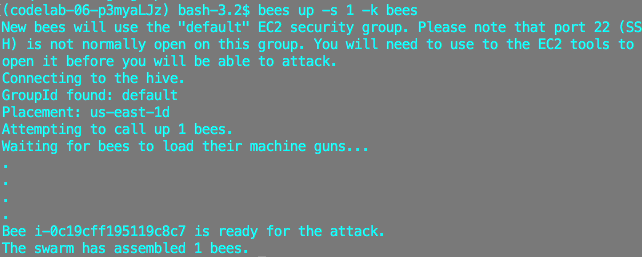 (codelab-06-p3myaLJz) bash-3.2$ bees up -s 1 -k bees
New bees will use the "default" EC2 security group. Please note that port 22 (SS
H) is not normally open on this group. You will need to use to the EC2 tools to
open it before you will be able to attack.
Connecting to the hive.
GroupId found: default
Placement: us-east-1d
Attempting to call up 1 bees.
Waiting for bees to load their machine guns...
.
.
.
.
Bee i-0c19cff195119c8c7 is ready for the attack.
The swarm has assembled 1 bees.